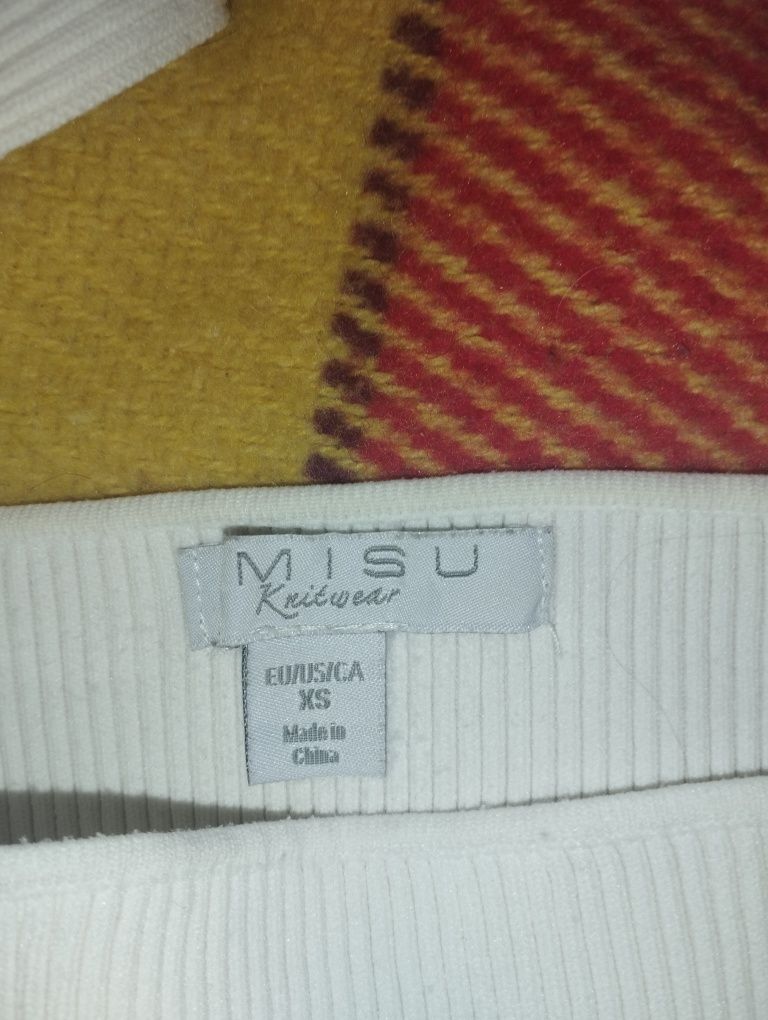 MISU
Knitwear
EU/US/CA
XS
Made in
China